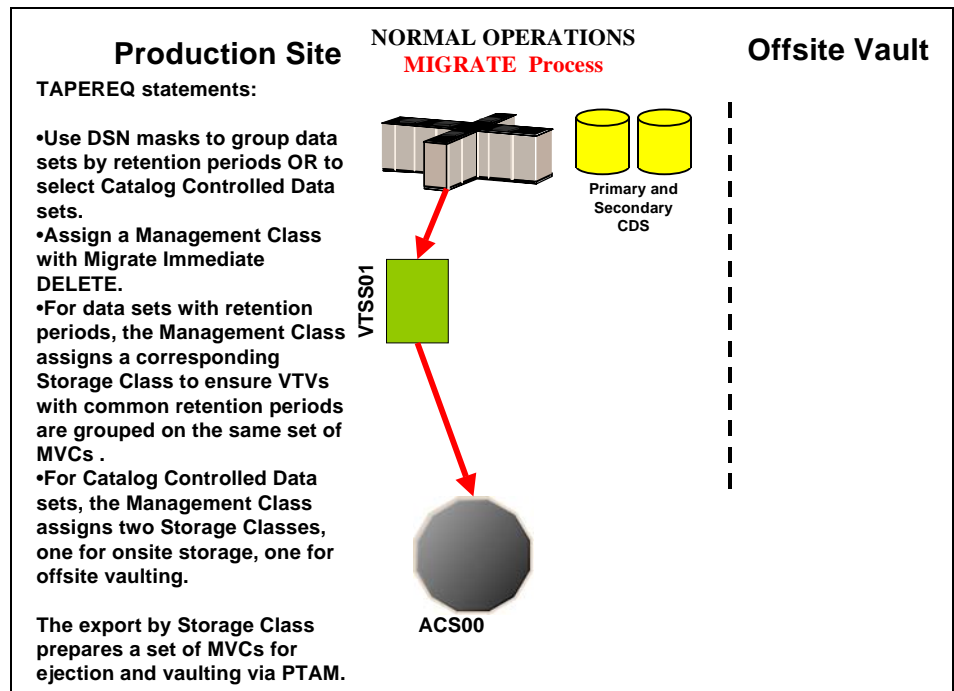 Production Site
NORMAL OPERATIONS
MIGRATE Process
Offsite Vault
TAPEREQ statements:
•Use DSN masks to group data
sets by retention periods OR to
select Catalog Controlled Data
sets.
•Assign a Management Class
with Migrate Immediate
DELETE.
•For data sets with retention
periods, the Management Class
assigns a corresponding
Storage Class to ensure VTVs
with common retention periods
are grouped on the same set of
MVCs .
•For Catalog Controlled Data
sets, the Management Class
assigns two Storage Classes,
one for onsite storage, one for
offsite vaulting.
The export by Storage Class
prepares a set of MVCs for
ejection and vaulting via PTAM.
Primary and
Secondary
CDS
VTSS01
ACS00